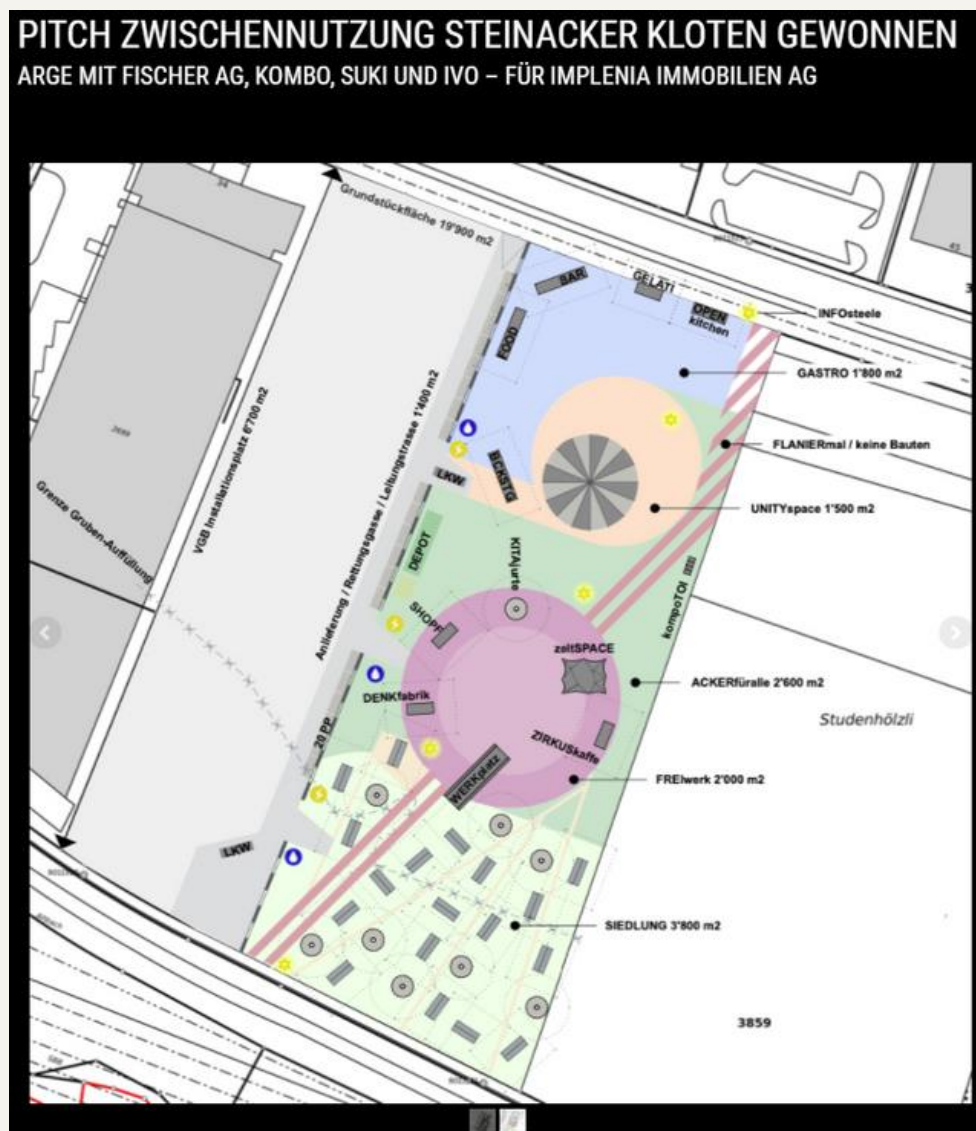 PITCH ZWISCHENNUTZUNG STEINACKER KLOTEN GEWONNEN
ARGE MIT FISCHER AG, KOMBO, SUKI UND IVO – FÜR IMPLENIA IMMOBILIEN AG
34
Grundstückfläche 19'900 m2
45
BAR
GELATI
OPEN
kitchen
INFOsteele
FOOD
GASTRO 1'800 m2
VGB Installationsplatz 6'700 m2
Anlieferung / Rettungsgasse / Leitungstrasse 1'400 m2
FLANIERmal / keine Bauten
Grenze Gruben-Auffüllung
LKW
BCKSTG
UNITYspace 1'500 m2
DEPOT
KITAjurte
kompoTOI
SHOPP
zeltSPACE
ACKERfüralle 2'600 m2
DENKfabrik
Studenhölzli
20 PP
ZIRKUSkaffe
WERKplatz
FREIwerk 2'000 m2
LKW
SIEDLUNG 3'800 m2
3859